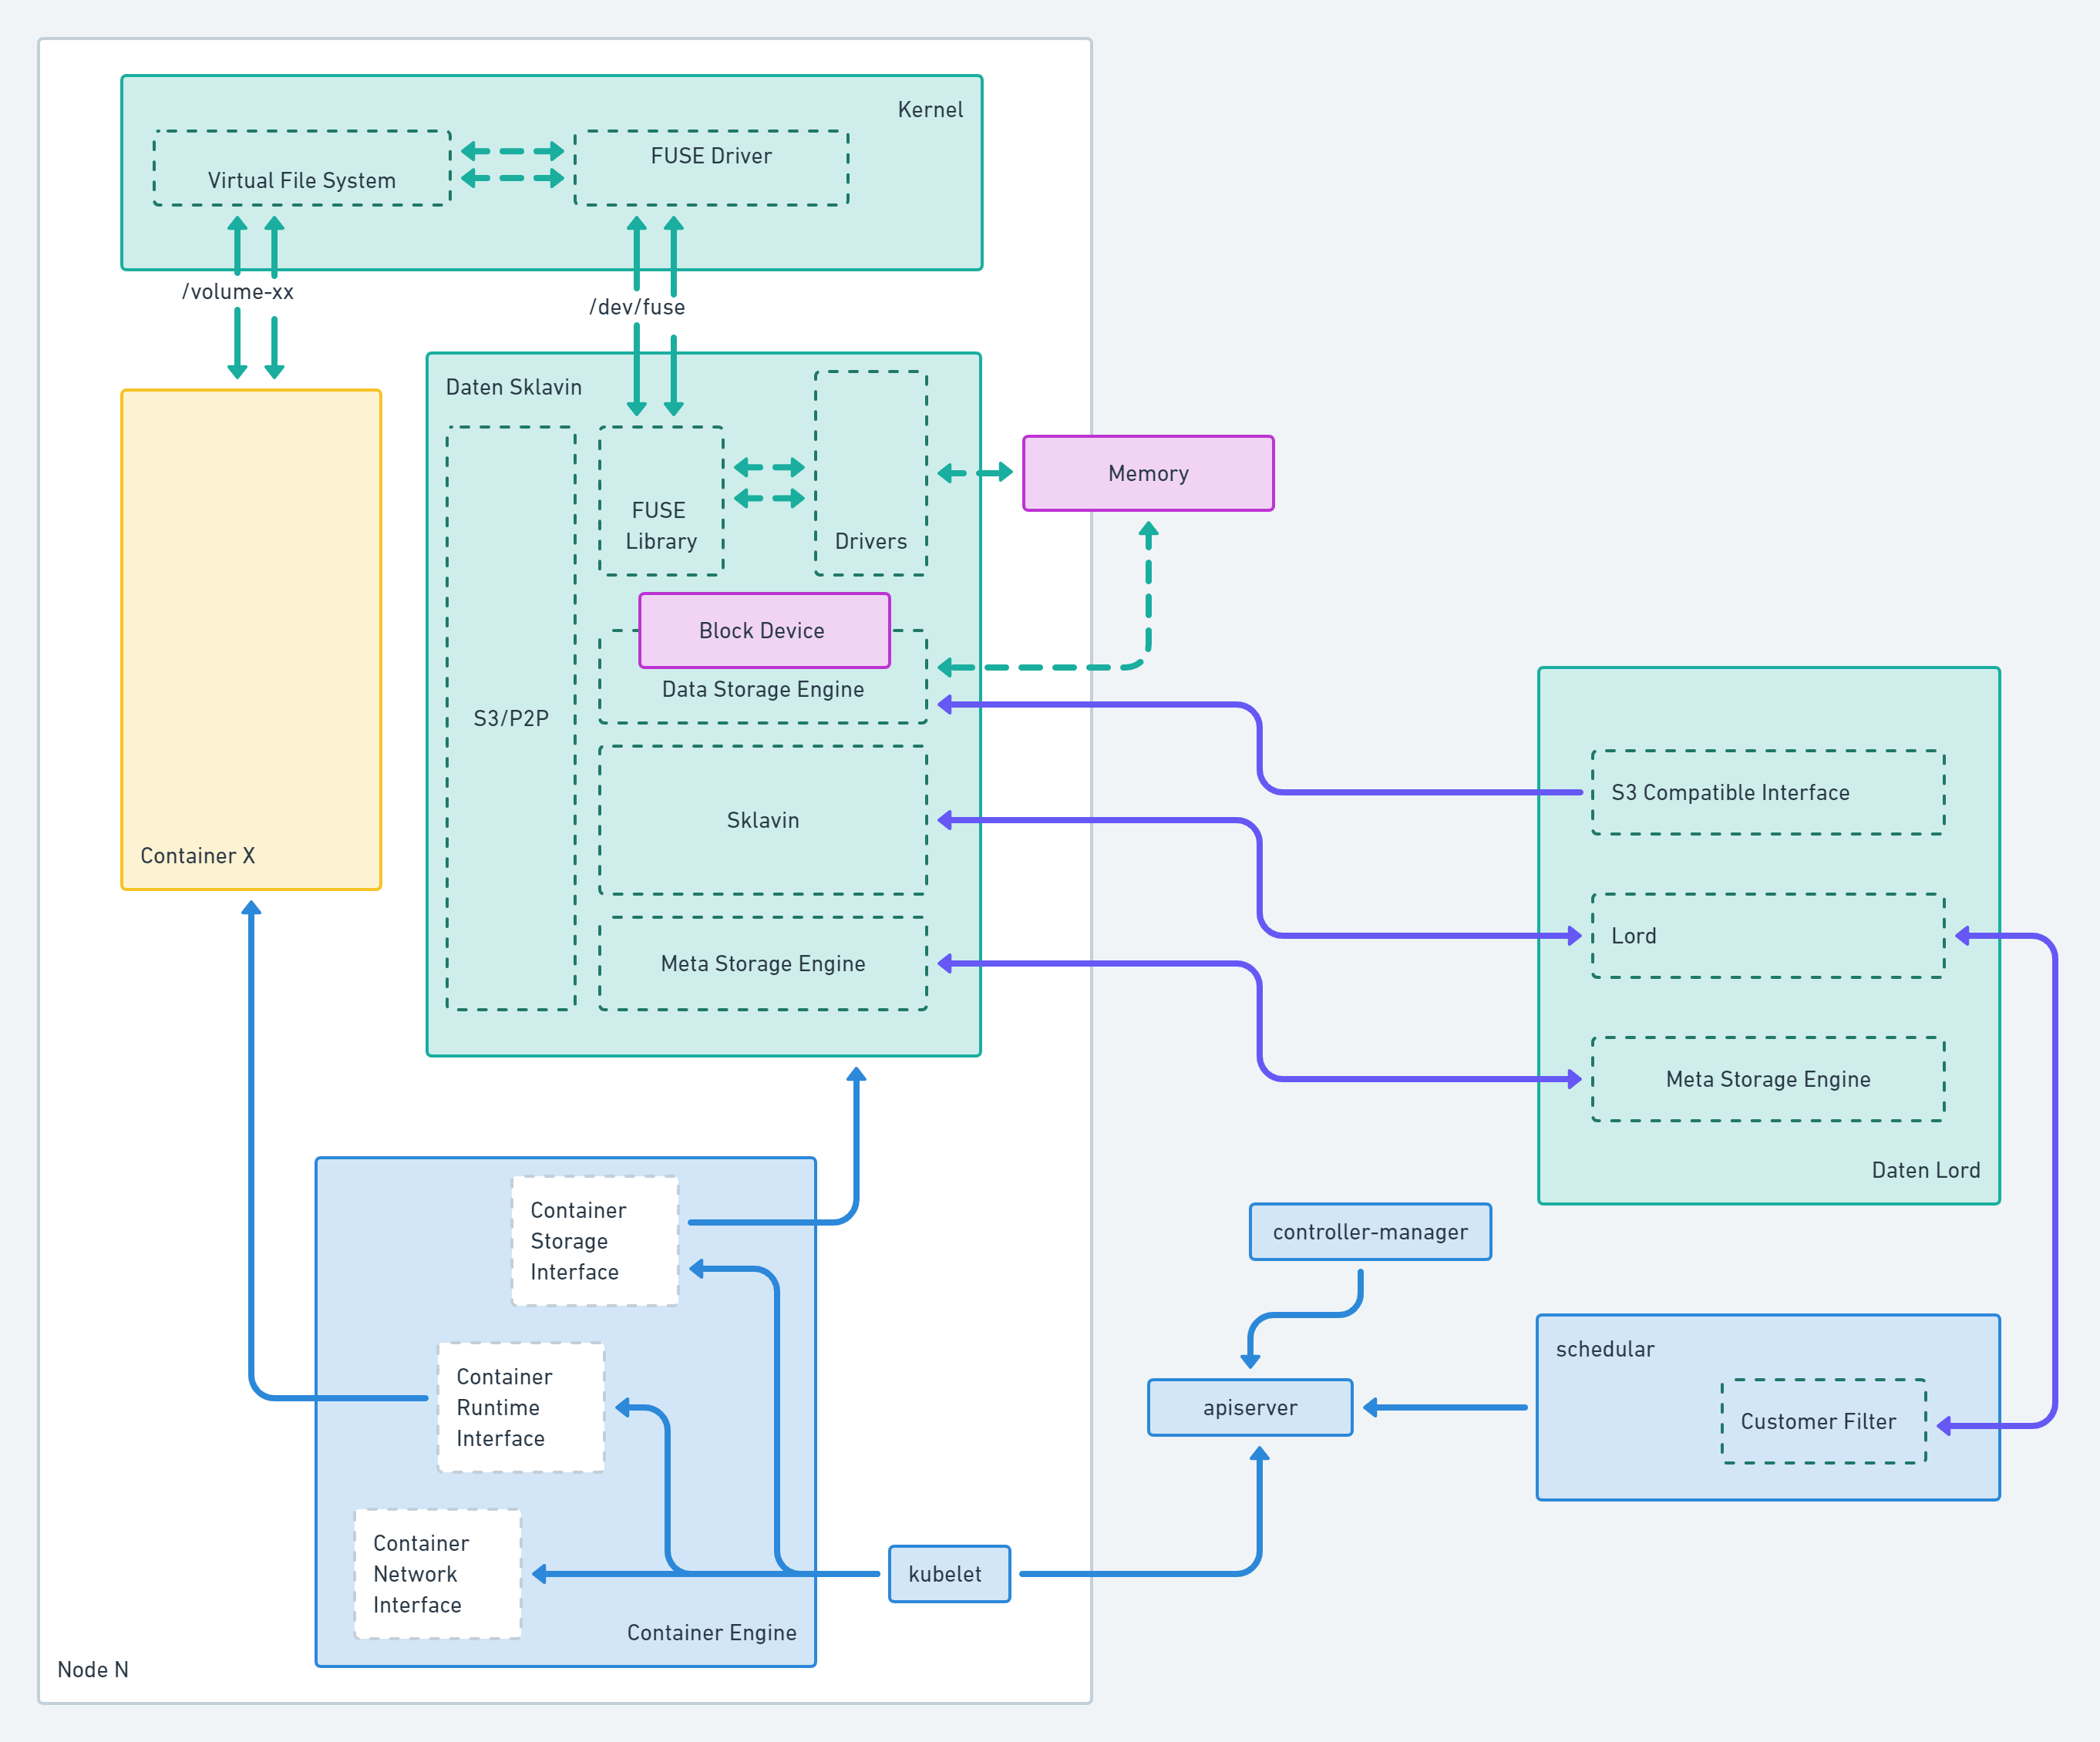 Kernel
Virtual File System
FUSE Driver
/volume-xx
/dev/fuse
Daten Sklavin
FUSE
Library
Drivers
Memory
Block Device
Data Storage Engine
S3/P2P
Sklavin
Meta Storage Engine
Container X
S3 Compatible Interface
Lord
Meta Storage Engine
Daten Lord
Container
Storage
Interface
Container
Runtime
Interface
Container
Network
Interface
Container Engine
kubelet
Node N
controller-manager
apiserver
schedular
Customer Filter